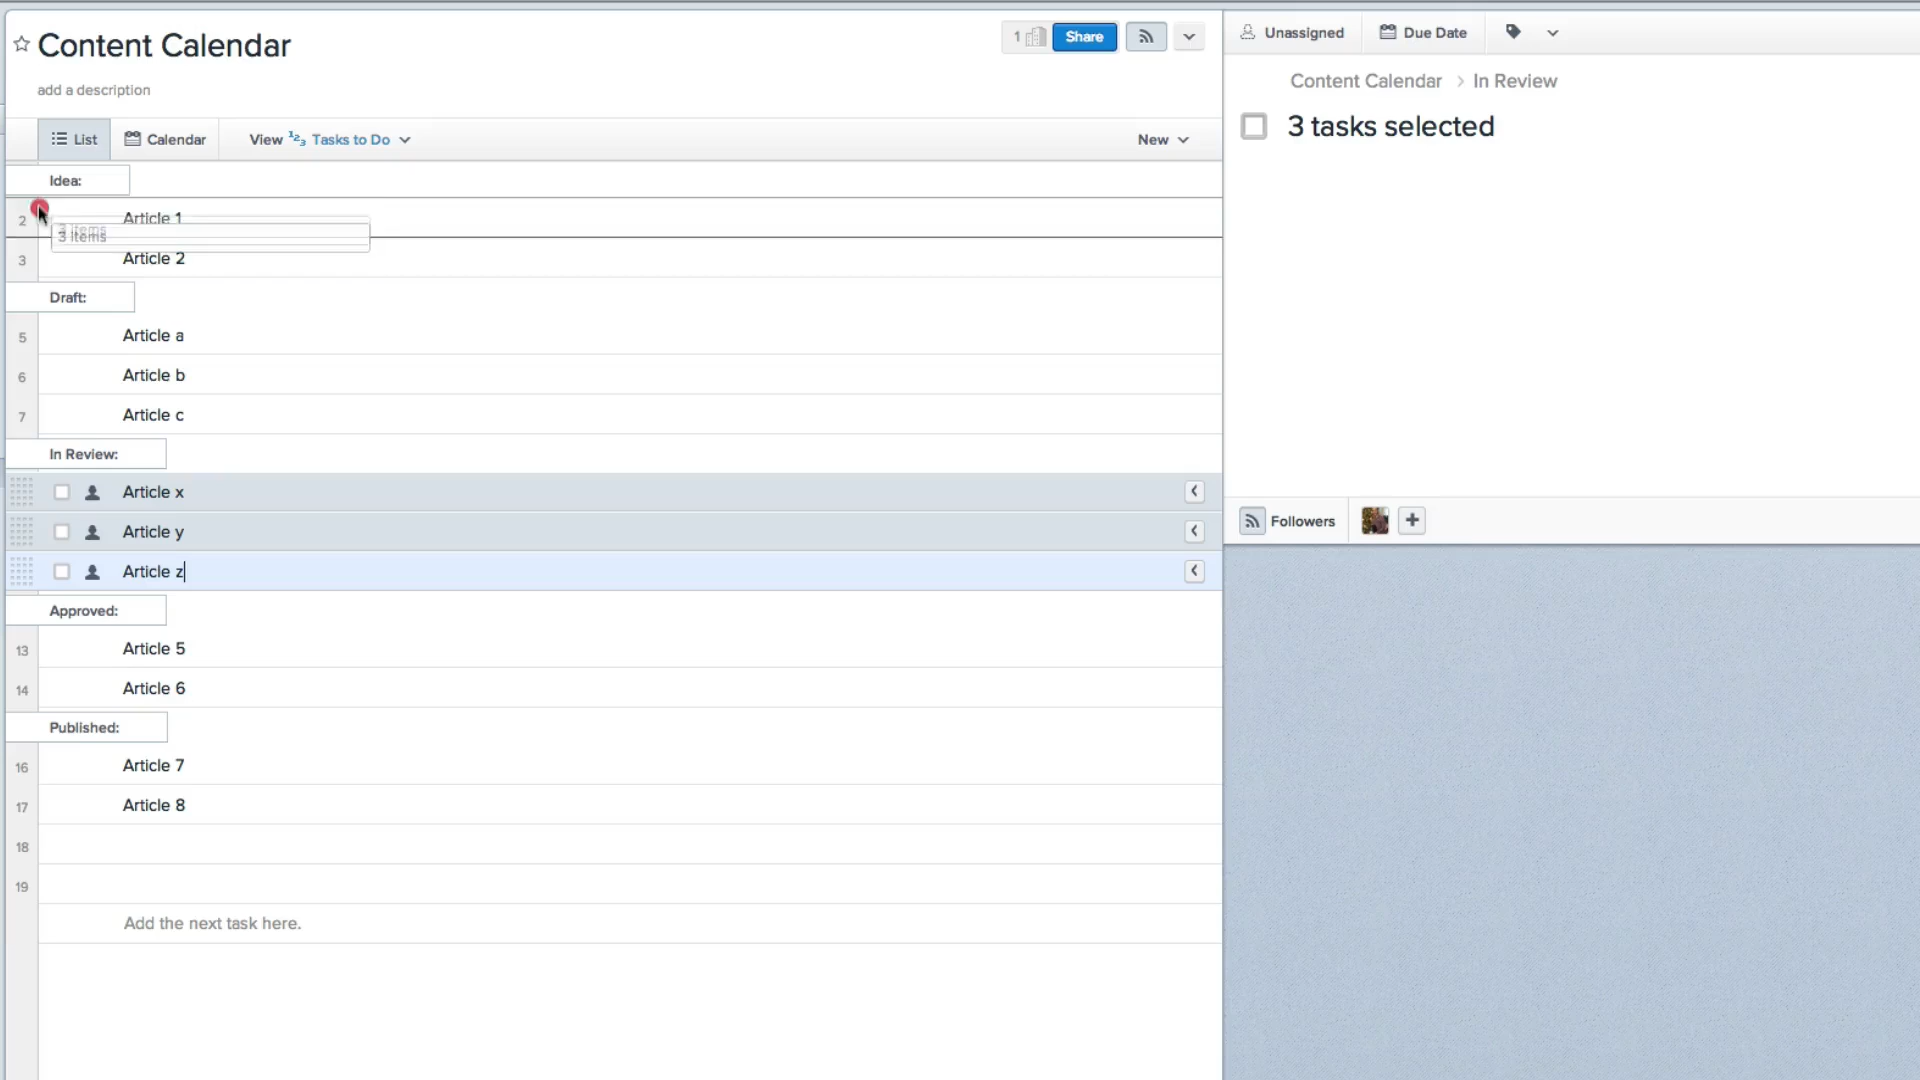 Content Calendar
1
Share
add a description
List
Calendar
View
Tasks to Do
New
Idea:
2
Article 1
3 items
3 items
3
Article 2
Draft:
5
Article a
6
Article b
7
Article c
In Review:
Article x
Article y
Article z
Approved:
13
Article 5
14
Article 6
Published:
16
Article 7
17
Article 8
18
19
Add the next task here.
Unassigned
Due Date
Content Calendar > In Review
3 tasks selected
Followers
+